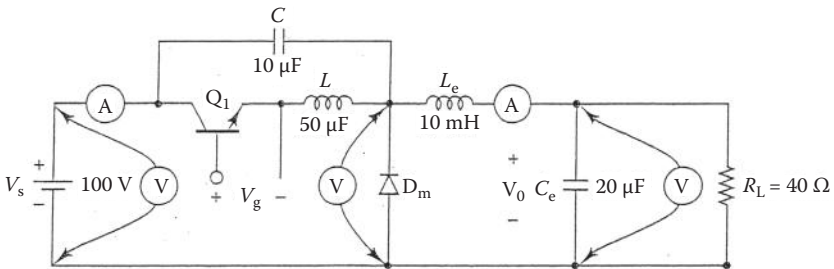 C
10 μF
A
Q1
L
50 μF
Le
10 mH
A
+
Vs
−
100 V
V
+
Vg
−
V
Dm
+
V0
−
Ce
20 μF
V
RL = 40 Ω